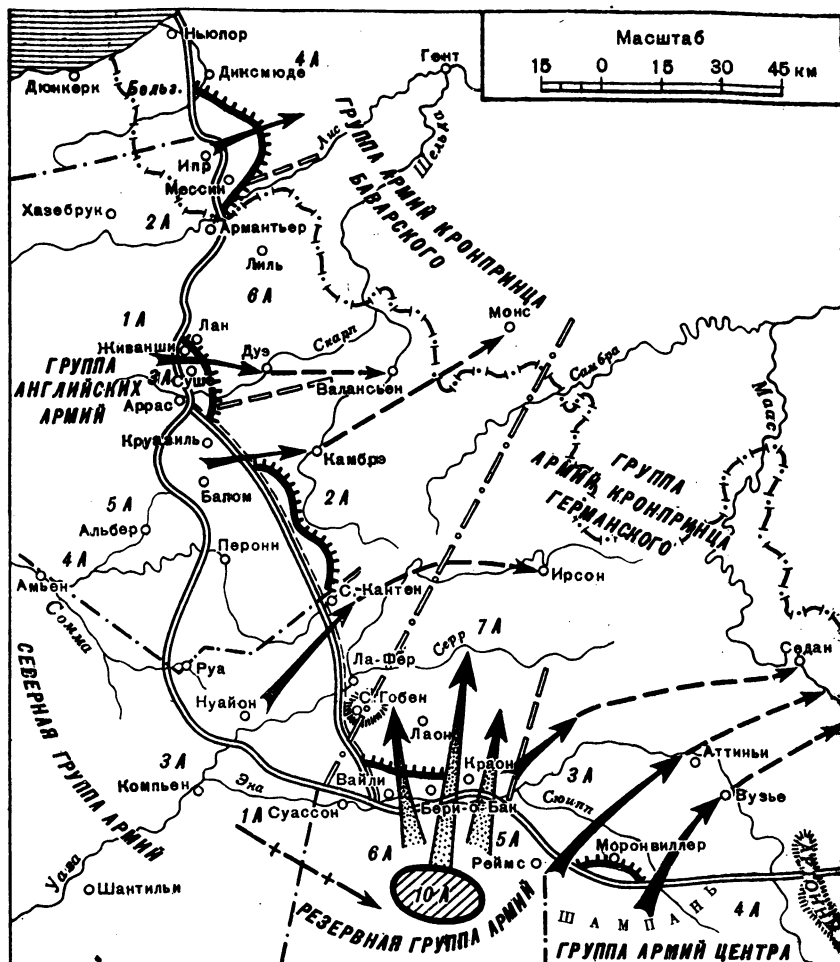 Масштаб
15 0 15 30 45 км
Ньюпор
4 А
Диксмюде
Гент
Дюнкерк
Бельг.
ГРУППА АРМИЙ КРОНПРИНЦА
БАВАРСКОГО
Лис
Шельда
Ипр
Мессин
Хазебрук
2 А
Армантьер
Лилль
6 А
1 А
Лан
Монс
Живанши
Дуэ
Скарп
Самбра
ГРУППА
АНГЛИЙСКИХ
АРМИЙ
3 А
Суше
Валансьен
Маас
Аррас
Круазиль
Камбрэ
ГРУППА
АРМИЙ КРОНПРИНЦА
ГЕРМАНСКОГО
Балюм
2 А
5 А
Альбер
Перонн
4 А
Амьен
Сомма
С.-Кантен
Ирсон
7 А
Серр
Седан
СЕВЕРНАЯ ГРУППА АРМИЙ
Руа
Ла-Фер
С. Гобен
Нуайон
Лаон
Аттиньи
3 А
Краон
3 А
Компьен
Эна
Вайли
Вузье
Сюипп
1 А
Суассон
Бери-о-Бак
6 А
5 А
Реймс
Моронвиллер
Уаза
Шантильи
10 А
РЕЗЕРВНАЯ ГРУППА АРМИЙ
ШАМПАНЬ
4 А
ГРУППА АРМИЙ ЦЕНТРА